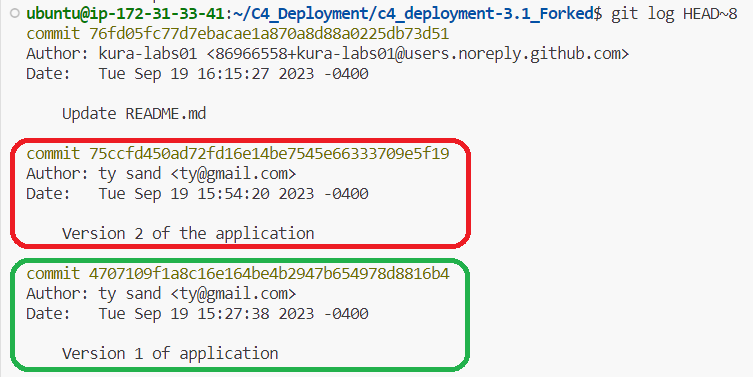 ubuntu@ip-172-31-33-41:~/C4_Deployment/c4_deployment-3.1_Forked$ git log HEAD~8
commit 76fd05fc77d7ebacae1a870a8d88a0225db73d51
Author: kura-labs01 <86966558+kura-labs01@users.noreply.github.com>
Date:   Tue Sep 19 16:15:27 2023 -0400
    Update README.md
commit 75ccfd450ad72fd16e14be7545e66333709e5f19
Author: ty sand <ty@gmail.com>
Date:   Tue Sep 19 15:54:20 2023 -0400
    Version 2 of the application
commit 4707109f1a8c16e164be4b2947b654978d8816b4
Author: ty sand <ty@gmail.com>
Date:   Tue Sep 19 15:27:38 2023 -0400
    Version 1 of application